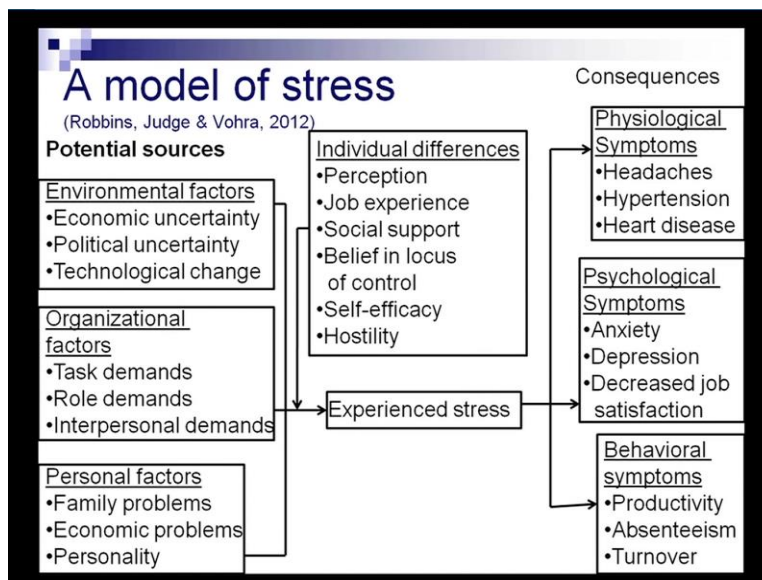 A model of stress
(Robbins, Judge & Vohra, 2012)
Potential sources
Environmental factors
•Economic uncertainty
•Political uncertainty
•Technological change
Organizational
factors
•Task demands
•Role demands
•Interpersonal demands
Personal factors
•Family problems
•Economic problems
•Personality
Individual differences
•Perception
•Job experience
•Social support
•Belief in locus
of control
•Self-efficacy
•Hostility
Experienced stress
Consequences
Physiological
Symptoms
•Headaches
•Hypertension
•Heart disease
Psychological
Symptoms
•Anxiety
•Depression
•Decreased job
satisfaction
Behavioral
symptoms
•Productivity
•Absenteeism
•Turnover